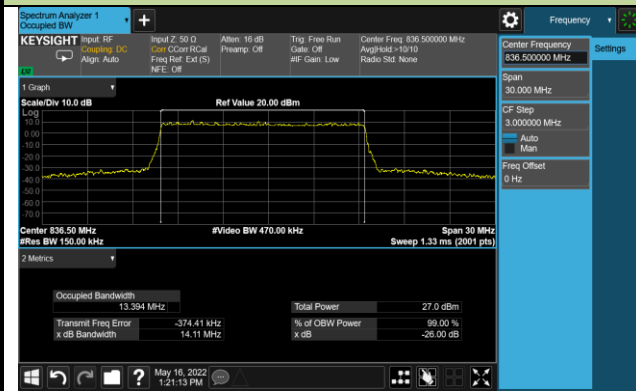 Spectrum Analyzer 1
Occupied BW
Frequency
KEYSIGHT
Input: RF
Coupling: DC
Align: Auto
Input Z: 50 Ω
Corr CCorr RCal
Freq Ref: Ext (S)
NFE: Off
Atten: 16 dB
Preamp: Off
Trig: Free Run
Gate: Off
#IF Gain: Low
Center Freq: 836.500000 MHz
Avg|Hold:>10/10
Radio Std: None
Center Frequency
836.500000 MHz
Settings
Span
30.000 MHz
CF Step
3.000000 MHz
Auto
Man
Freq Offset
0 Hz
1 Graph
Scale/Div 10.0 dB
Ref Value 20.00 dBm
Log
10.0
0.00
-10.0
-20.0
-30.0
-40.0
-50.0
-60.0
-70.0
Center 836.50 MHz
#Video BW 470.00 kHz
Span 30 MHz
#Res BW 150.00 kHz
Sweep 1.33 ms (2001 pts)
2 Metrics
Occupied Bandwidth
13.394 MHz
Total Power 27.0 dBm
Transmit Freq Error -374.41 kHz
% of OBW Power 99.00 %
x dB Bandwidth 14.11 MHz
x dB -26.00 dB
May 16, 2022
1:21:13 PM